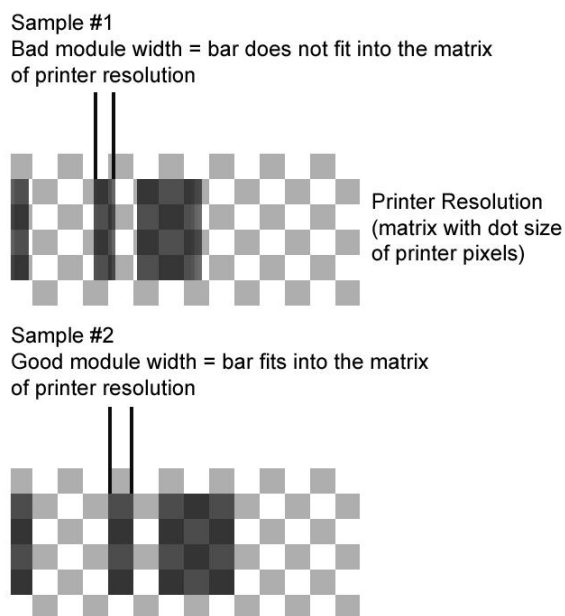 Sample #1
Bad module width = bar does not fit into the matrix
of printer resolution
Printer Resolution
(matrix with dot size
of printer pixels)
Sample #2
Good module width = bar fits into the matrix
of printer resolution